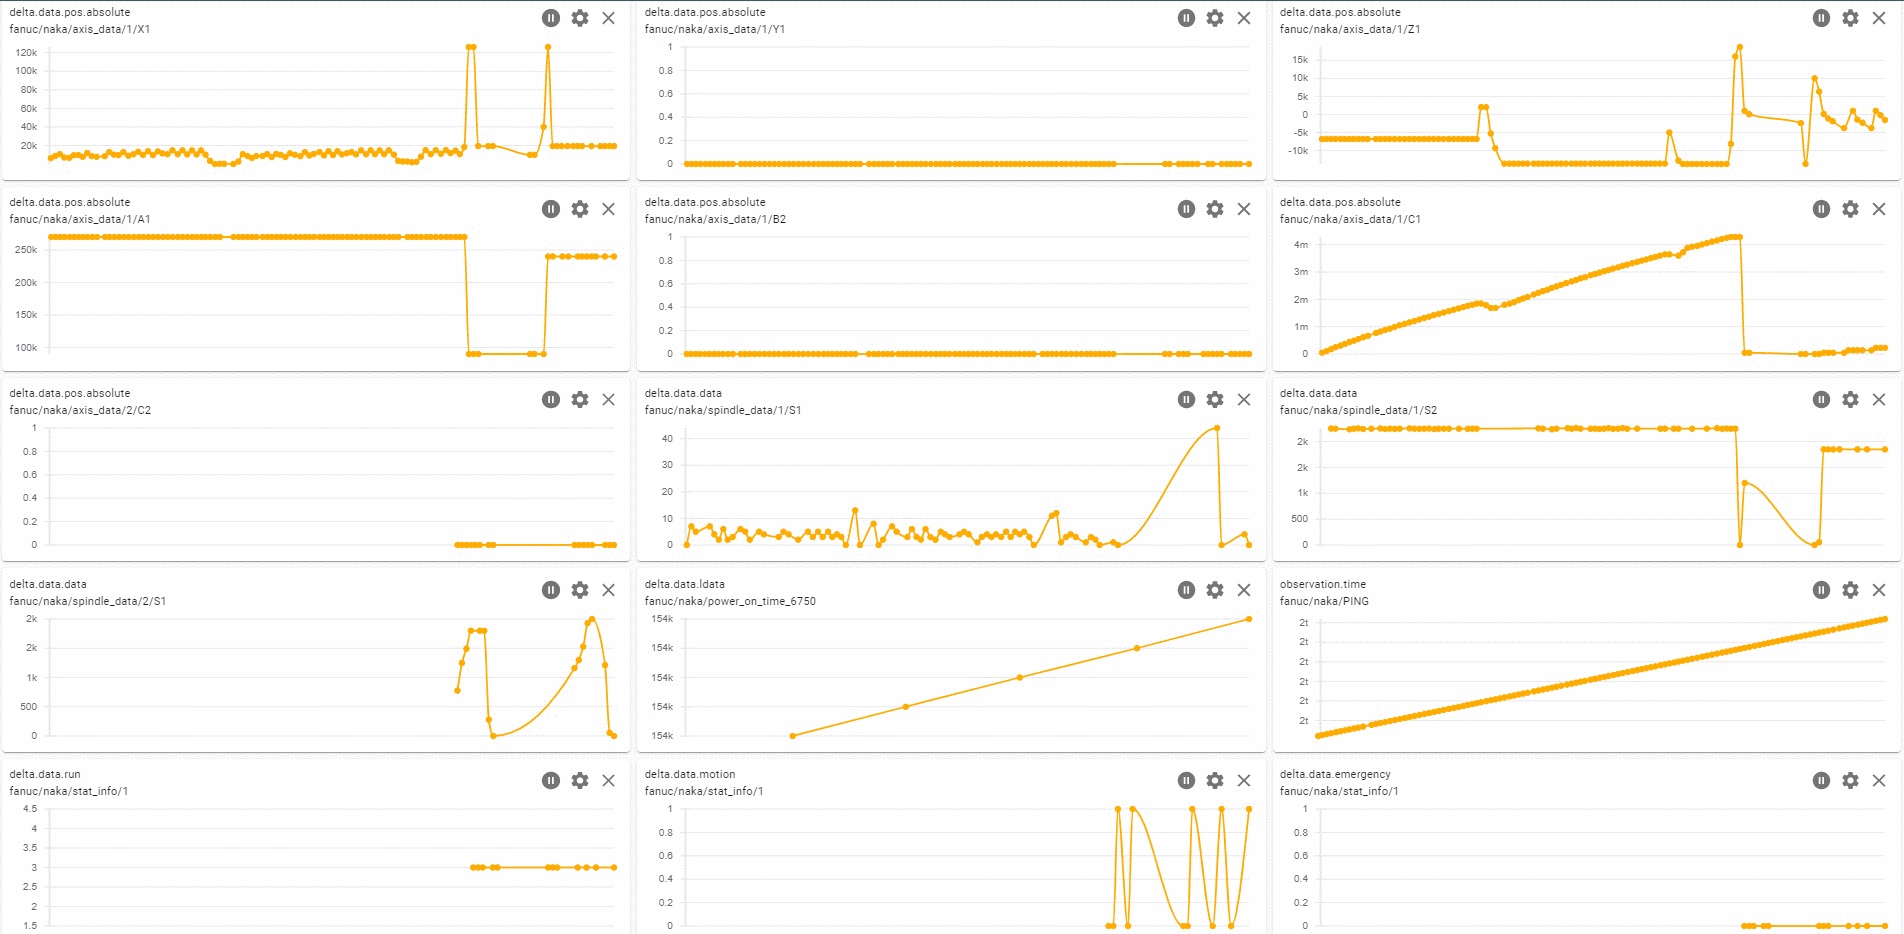 delta.data.pos.absolute
fanuc/naka/axis_data/1/X1
120k
100k
80k
60k
40k
20k
delta.data.pos.absolute
fanuc/naka/axis_data/1/Y1
1
0.8
0.6
0.4
0.2
0
delta.data.pos.absolute
fanuc/naka/axis_data/1/Z1
15k
10k
5k
0
-5k
-10k
delta.data.pos.absolute
fanuc/naka/axis_data/1/A1
250k
200k
150k
100k
delta.data.pos.absolute
fanuc/naka/axis_data/1/B2
1
0.8
0.6
0.4
0.2
0
delta.data.pos.absolute
fanuc/naka/axis_data/1/C1
4m
3m
2m
1m
0
delta.data.pos.absolute
fanuc/naka/axis_data/2/C2
1
0.8
0.6
0.4
0.2
0
delta.data.data
fanuc/naka/spindle_data/1/S1
40
30
20
10
0
delta.data.data
fanuc/naka/spindle_data/1/S2
2k
2k
1k
500
0
delta.data.data
fanuc/naka/spindle_data/2/S1
2k
2k
1k
500
0
delta.data.ldata
fanuc/naka/power_on_time_6750
154k
154k
154k
154k
154k
observation.time
fanuc/naka/PING
2t
2t
2t
2t
2t
2t
delta.data.run
fanuc/naka/stat_info/1
4.5
4
3.5
3
2.5
2
1.5
delta.data.motion
fanuc/naka/stat_info/1
1
0.8
0.6
0.4
0.2
0
delta.data.emergency
fanuc/naka/stat_info/1
1
0.8
0.6
0.4
0.2
0